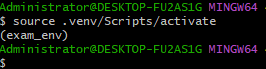 Administrator@DESKTOP-FU2AS1G MINGW64
$ source .venv/Scripts/activate
(exam_env)
Administrator@DESKTOP-FU2AS1G MINGW64
$